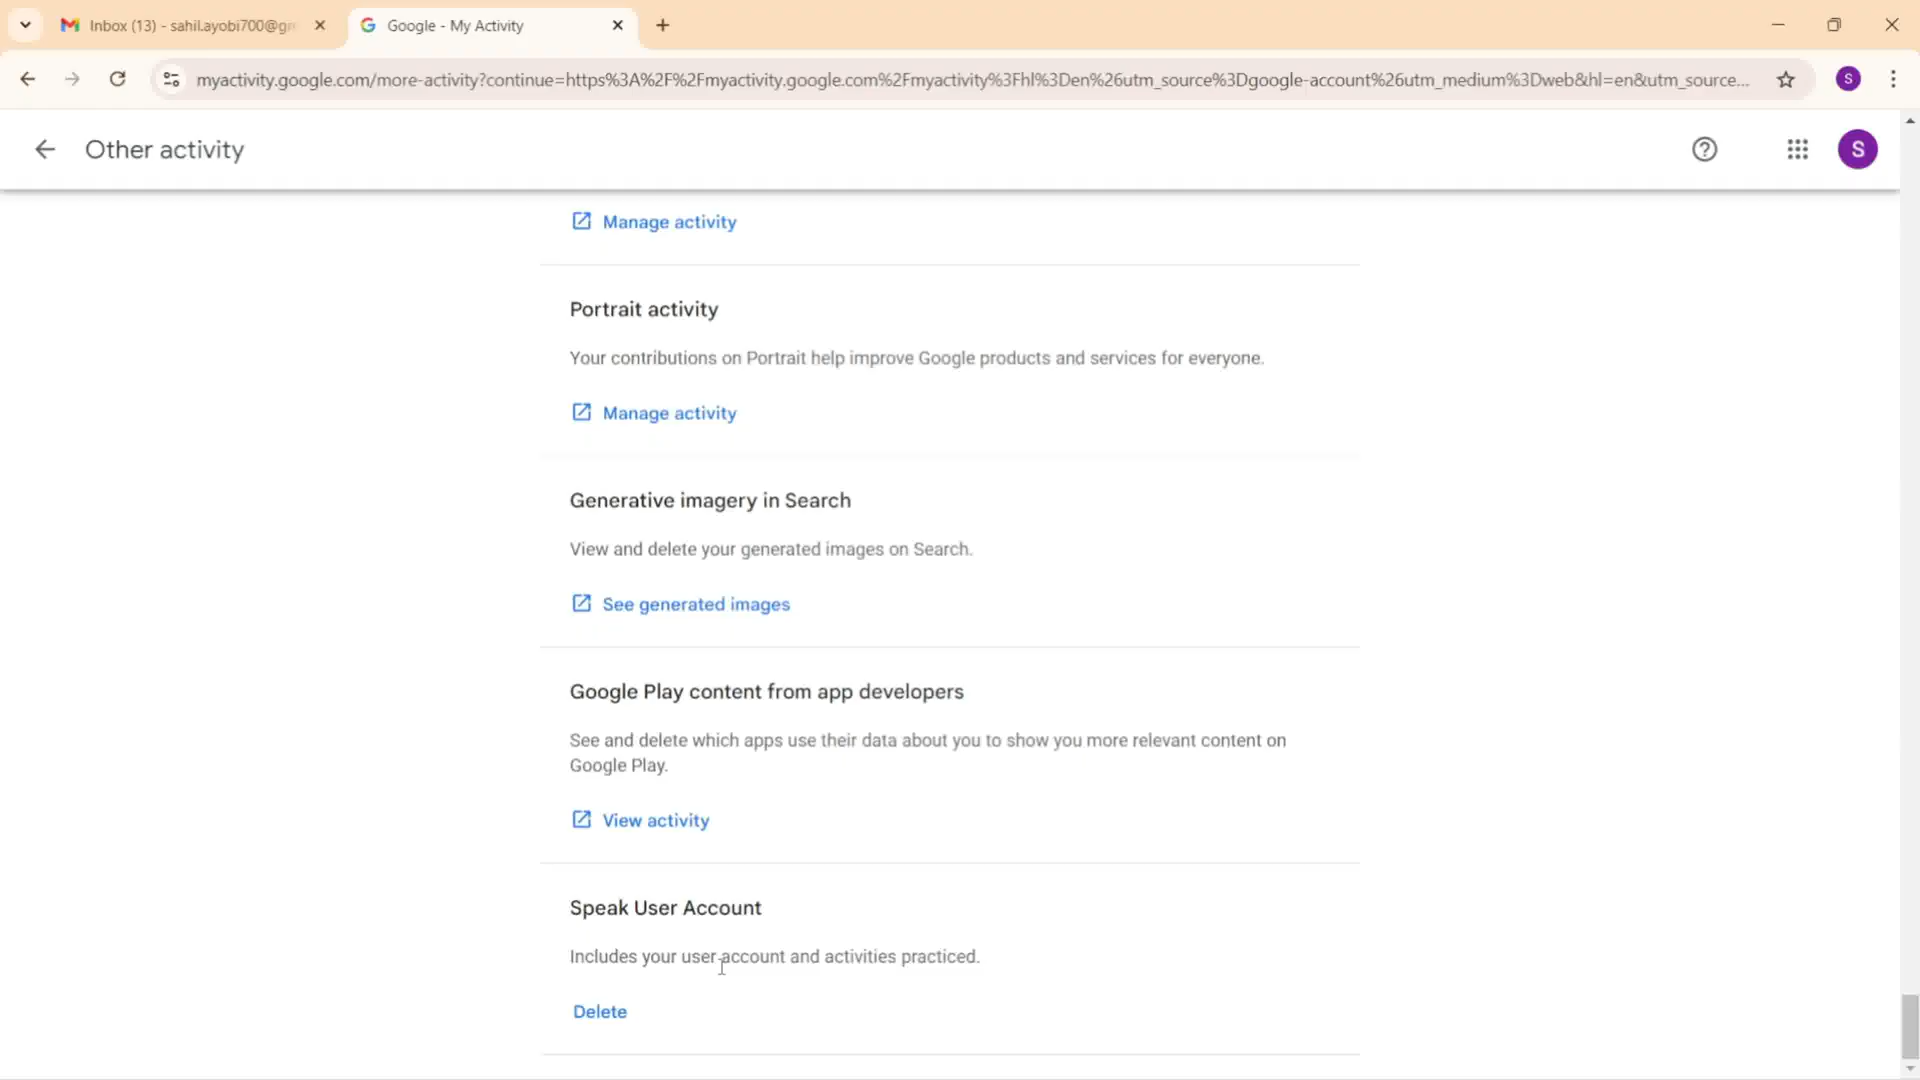 Inbox (13) - sahil.ayobi700@gm
Google - My Activity
myactivity.google.com/more-activity?continue=https%3A%2F%2Fmyactivity.google.com%2Fmyactivity%3Fhl%3Den%26utm_source%3Dgoogle-account%26utm_medium%3Dweb&hl=en&utm_source...
S
Other activity
S
Manage activity
Portrait activity
Your contributions on Portrait help improve Google products and services for everyone.
Manage activity
Generative imagery in Search
View and delete your generated images on Search.
See generated images
Google Play content from app developers
See and delete which apps use their data about you to show you more relevant content on
Google Play.
View activity
Speak User Account
Includes your user account and activities practiced.
Delete